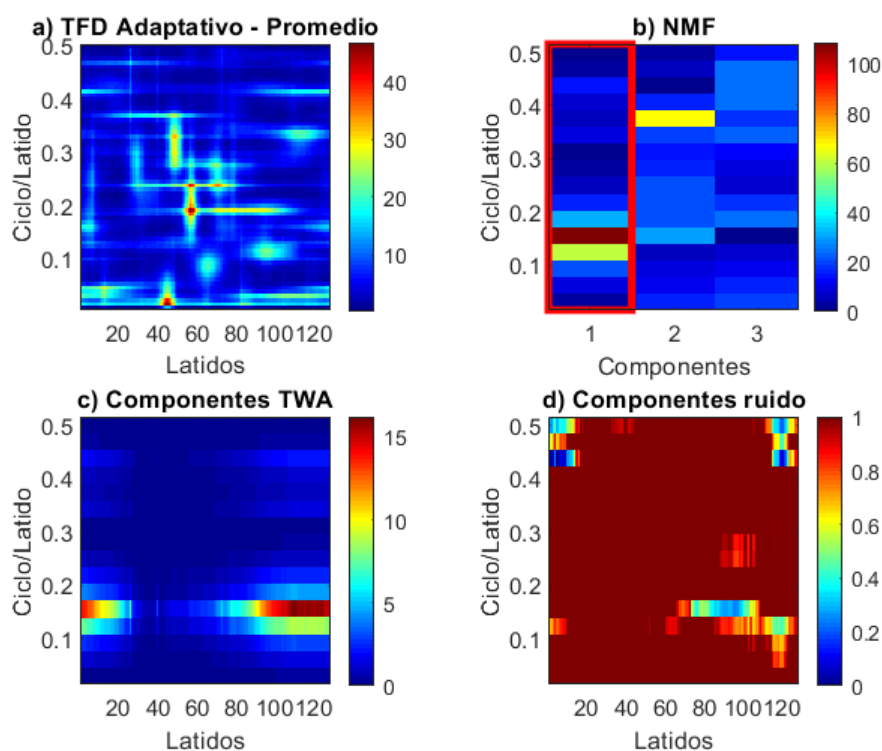 a) TFD Adaptativo - Promedio
0.5
0.4
0.3
0.2
0.1
Ciclo/Latido
20 40 60 80 100 120
Latidos
40
30
20
10
b) NMF
0.5
0.4
0.3
0.2
0.1
Ciclo/Latido
1 2 3
Componentes
100
80
60
40
20
0
c) Componentes TWA
0.5
0.4
0.3
0.2
0.1
Ciclo/Latido
20 40 60 80 100 120
Latidos
15
10
5
0
d) Componentes ruido
0.5
0.4
0.3
0.2
0.1
Ciclo/Latido
20 40 60 80 100 120
Latidos
1
0.8
0.6
0.4
0.2
0